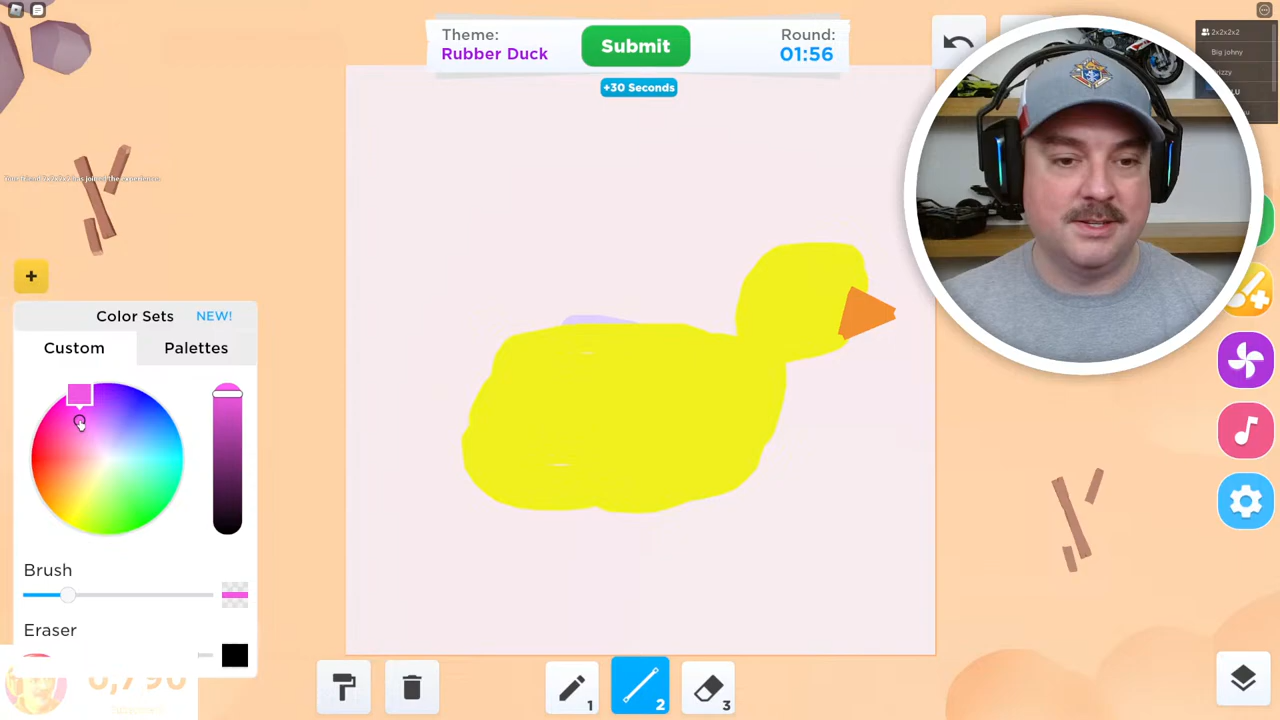 Theme:
Rubber Duck
Submit
Round:
01:56
+30 Seconds
2x2x2x2
Big johny
+
Color Sets NEW!
Custom
Palettes
Brush
Eraser
1
2
3